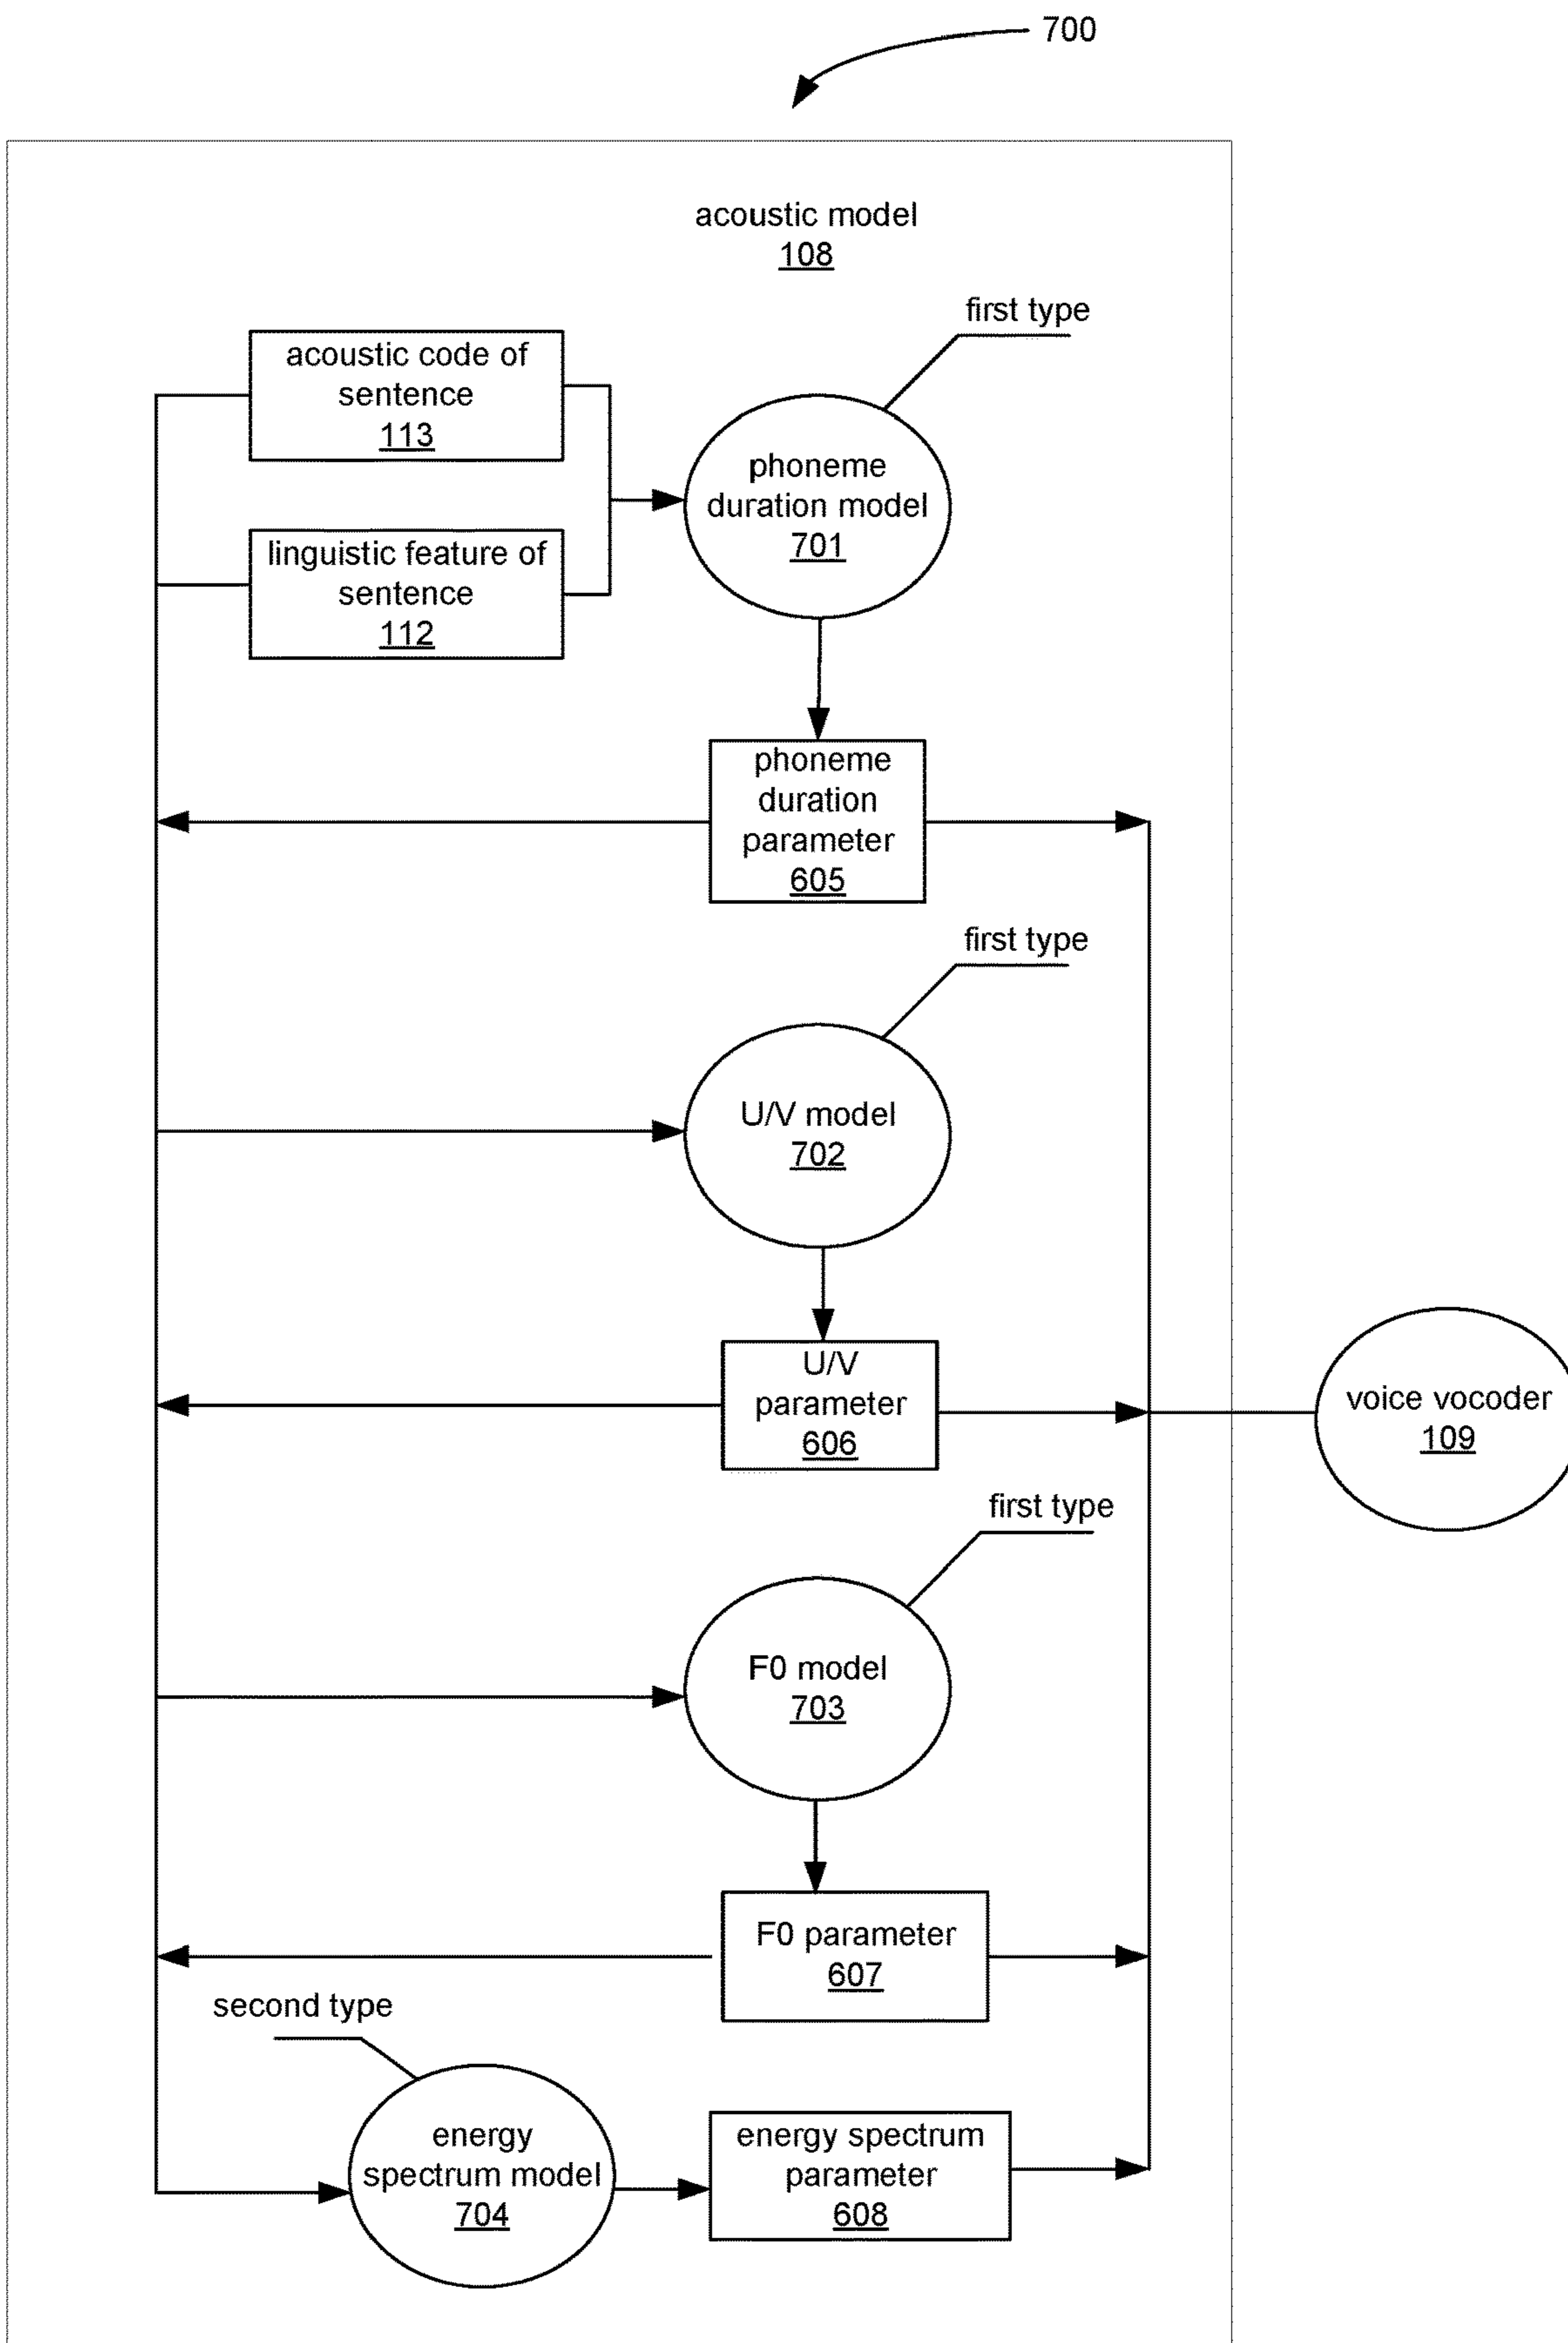 700
acoustic model
108
first type
acoustic code of
sentence
113
phoneme
duration model
701
linguistic feature of
sentence
112
phoneme
duration
parameter
605
first type
U/V model
702
U/V
parameter
606
voice vocoder
109
first type
F0 model
703
F0 parameter
607
second type
energy
spectrum model
704
energy spectrum
parameter
608